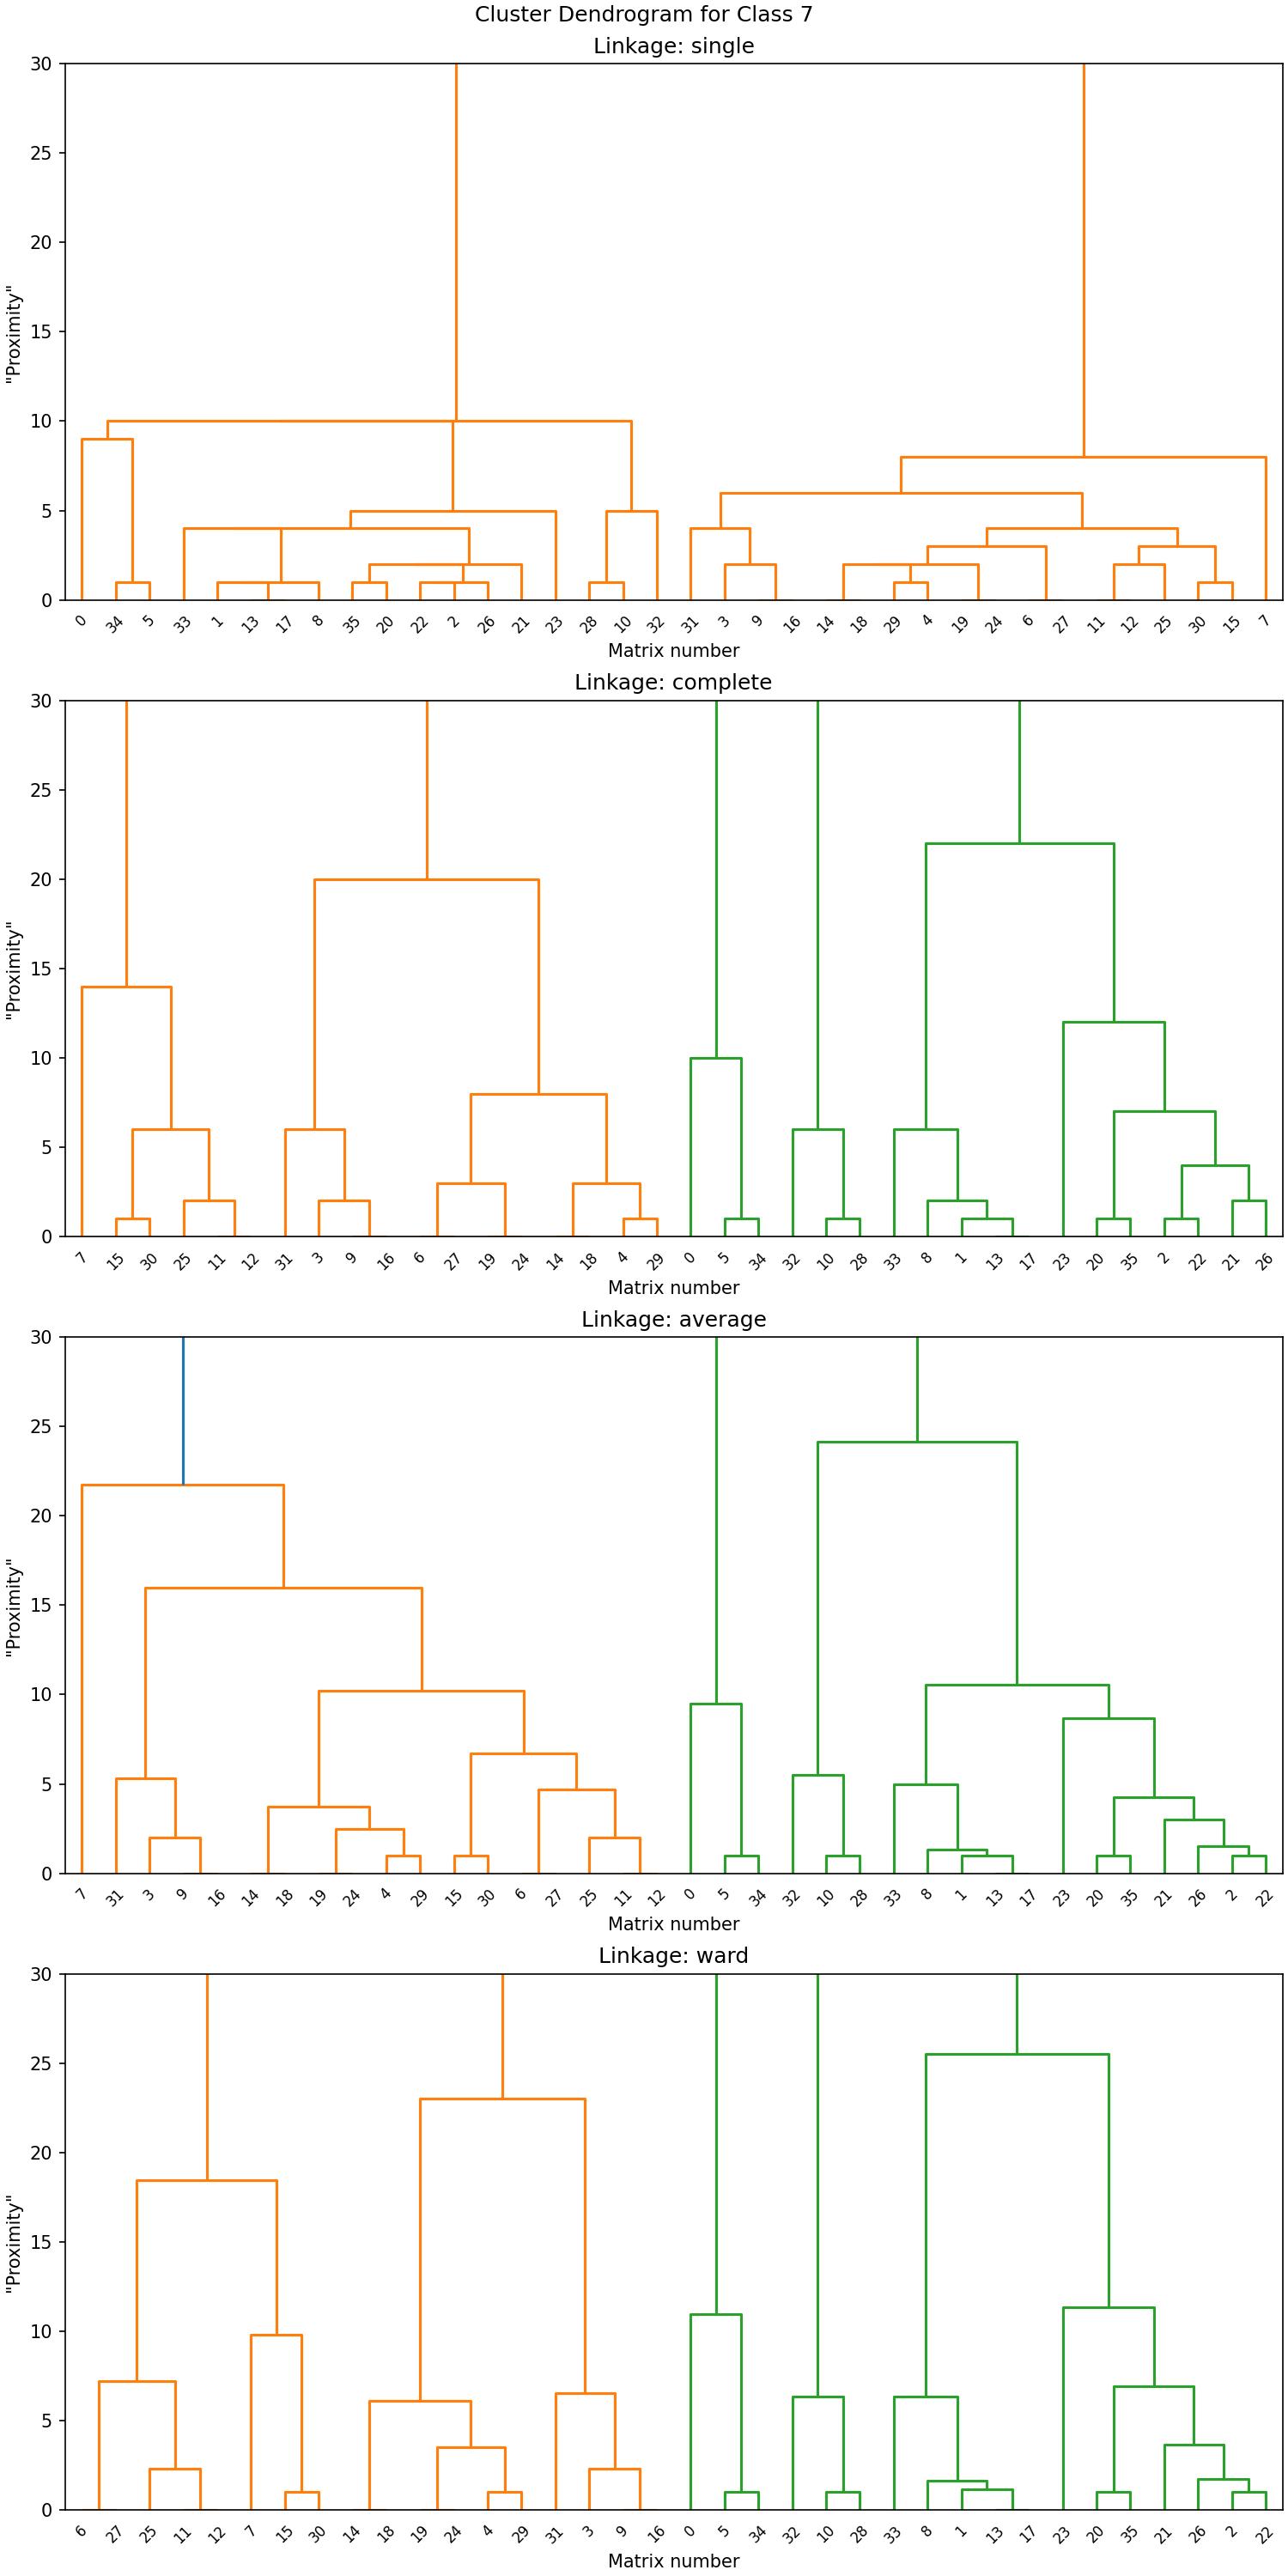 Cluster Dendrogram for Class 7
Linkage: single
30
25
20
15
10
5
0
"Proximity"
0 34 5 33 1 13 17 8 35 20 22 2 26 21 23 28 10 32 31 3 9 16 14 18 29 4 19 24 6 27 11 12 25 30 15 7
Matrix number
Linkage: complete
30
25
20
15
10
5
0
"Proximity"
7 15 30 25 11 12 31 3 9 16 6 27 19 24 14 18 4 29 0 5 34 32 10 28 33 8 1 13 17 23 20 35 2 22 21 26
Matrix number
Linkage: average
30
25
20
15
10
5
0
"Proximity"
7 31 3 9 16 14 18 19 24 4 29 15 30 6 27 25 11 12 0 5 34 32 10 28 33 8 1 13 17 23 20 35 21 26 2 22
Matrix number
Linkage: ward
30
25
20
15
10
5
0
"Proximity"
6 27 25 11 12 7 15 30 14 18 19 24 4 29 31 3 9 16 0 5 34 32 10 28 33 8 1 13 17 23 20 35 21 26 2 22
Matrix number